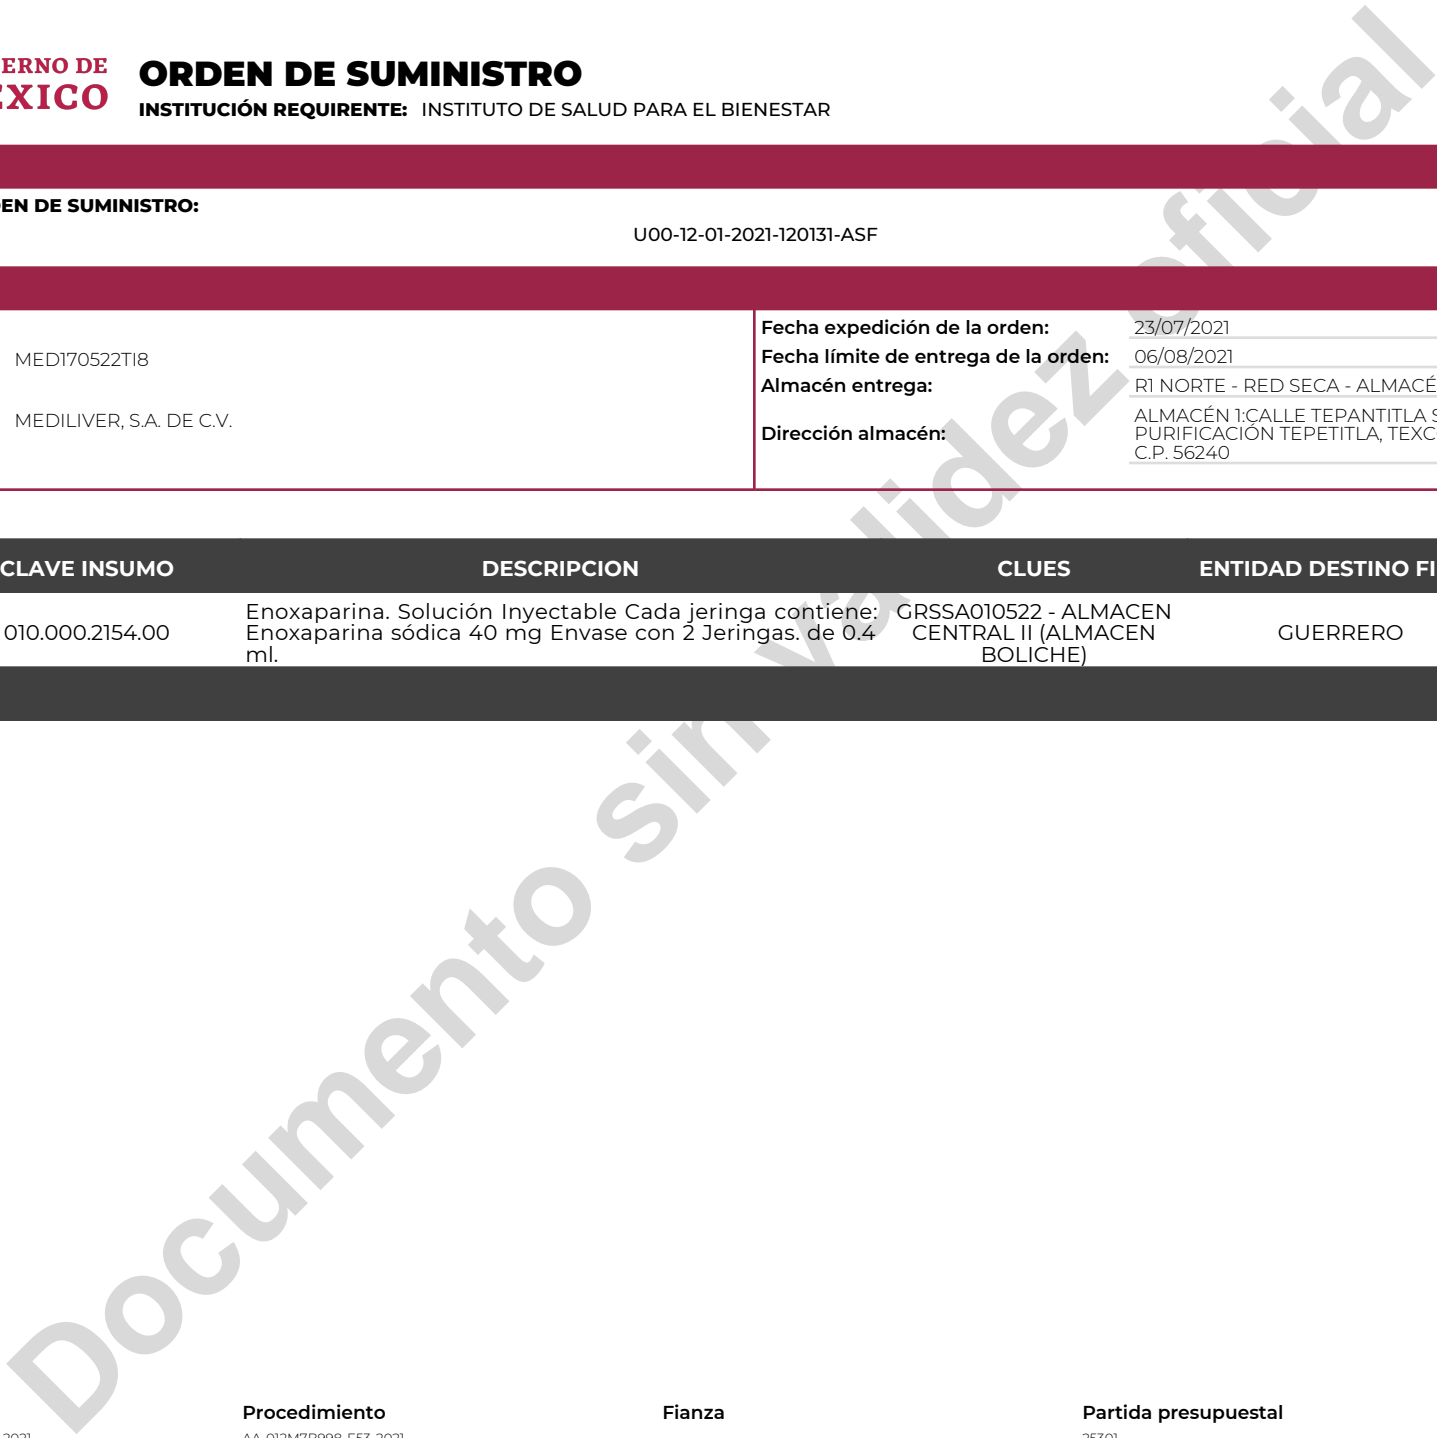 ERNO DE
ORDEN DE SUMINISTRO
INSTITUCIÓN REQUIRENTE: INSTITUTO DE SALUD PARA EL BIENESTAR
EN DE SUMINISTRO:
U00-12-01-2021-120131-ASF
MED170522TI8
MEDILIVER, S.A. DE C.V.
Fecha expedición de la orden: 23/07/2021
Fecha límite de entrega de la orden: 06/08/2021
Almacén entrega: R1 NORTE - RED SECA - ALMACÉ
Dirección almacén: ALMACÉN 1:CALLE TEPANTITLA S
PURIFICACIÓN TEPETITLA, TEXC
C.P. 56240
CLAVE INSUMO DESCRIPCION CLUES ENTIDAD DESTINO FI
010.000.2154.00
Enoxaparina. Solución Inyectable Cada jeringa contiene:
Enoxaparina sódica 40 mg Envase con 2 Jeringas. de 0.4
ml.
GRSSA010522 - ALMACEN
CENTRAL II (ALMACEN
BOLICHE)
GUERRERO
Documento sin validez oficial
Procedimiento Fianza Partida presupuestal